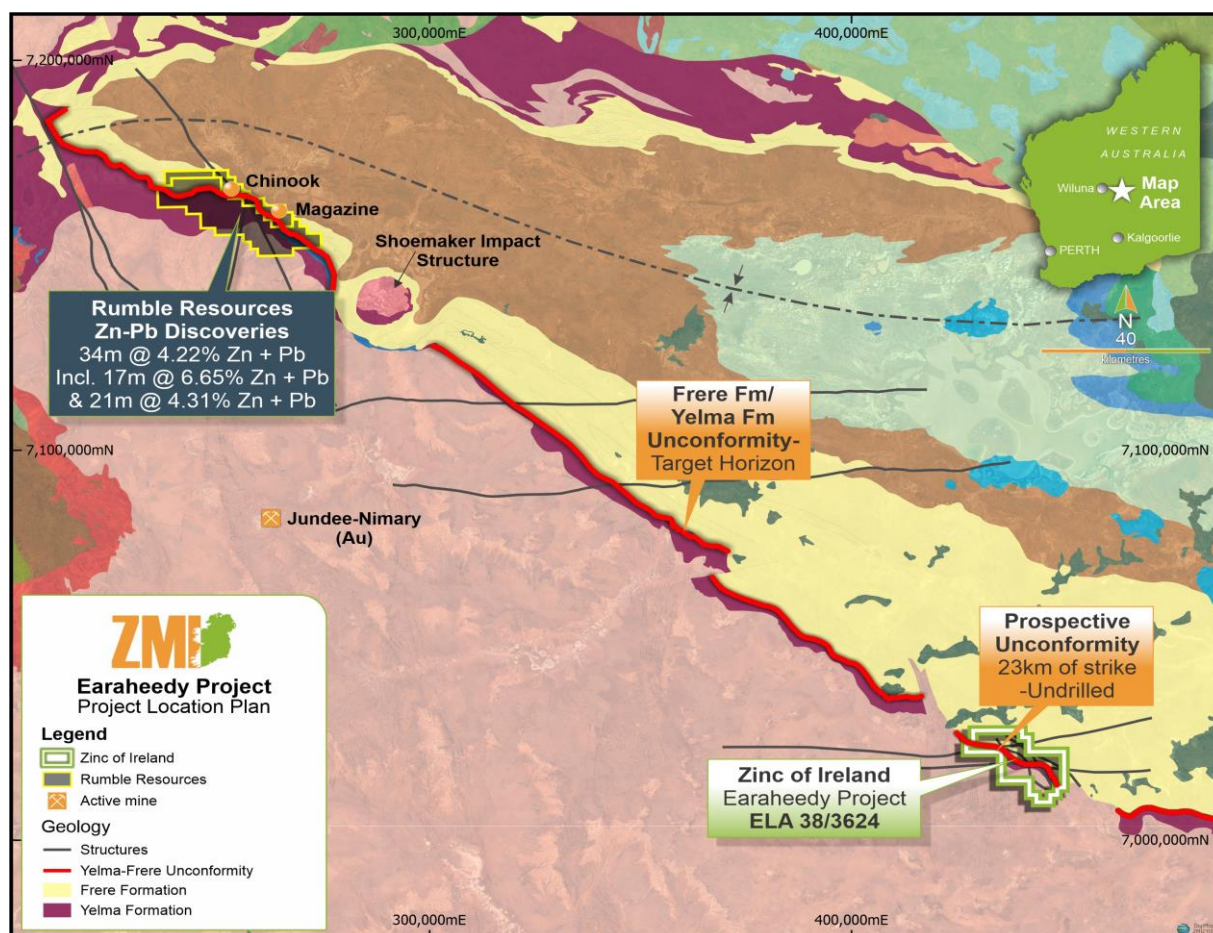 300,000mE
400,000mE
7,200,000mN
WESTERN
AUSTRALIA
Wiluna
Map
Area
Kalgoorlie
PERTH
Chinook
Magazine
Shoemaker Impact
Structure
Rumble Resources
Zn-Pb Discoveries
34m @ 4.22% Zn + Pb
Incl. 17m @ 6.65% Zn + Pb
& 21m @ 4.31% Zn + Pb
N
40
kilometres
Frere Fm/
Yelma Fm
Unconformity-
Target Horizon
7,100,000mN
7,100,000mN
Jundee-Nimary
(Au)
Prospective
Unconformity
23km of strike
-Undrilled
Zinc of Ireland
Earaheedy Project
ELA 38/3624
7,000,000mN
ZMI
Earaheedy Project
Project Location Plan
Legend
Zinc of Ireland
Rumble Resources
Active mine
Geology
Structures
Yelma-Frere Unconformity
Frere Formation
Yelma Formation
300,000mE
400,000mE